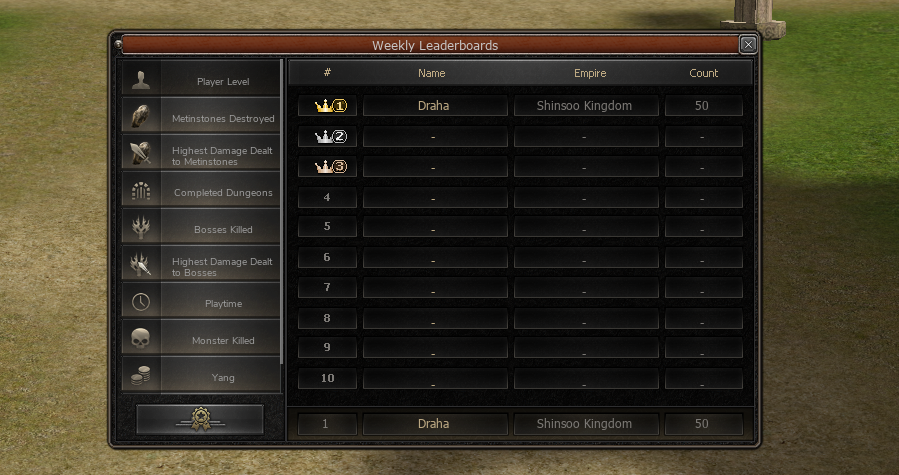 Weekly Leaderboards
Player Level
Metinstones Destroyed
Highest Damage Dealt
to Metinstones
Completed Dungeons
Bosses Killed
Highest Damage Dealt
to Bosses
Playtime
Monster Killed
Yang
# Name Empire Count
1 Draha Shinsoo Kingdom 50
2 - - -
3 - - -
4 - - -
5 - - -
6 - - -
7 - - -
8 - - -
9 - - -
10 - - -
1 Draha Shinsoo Kingdom 50